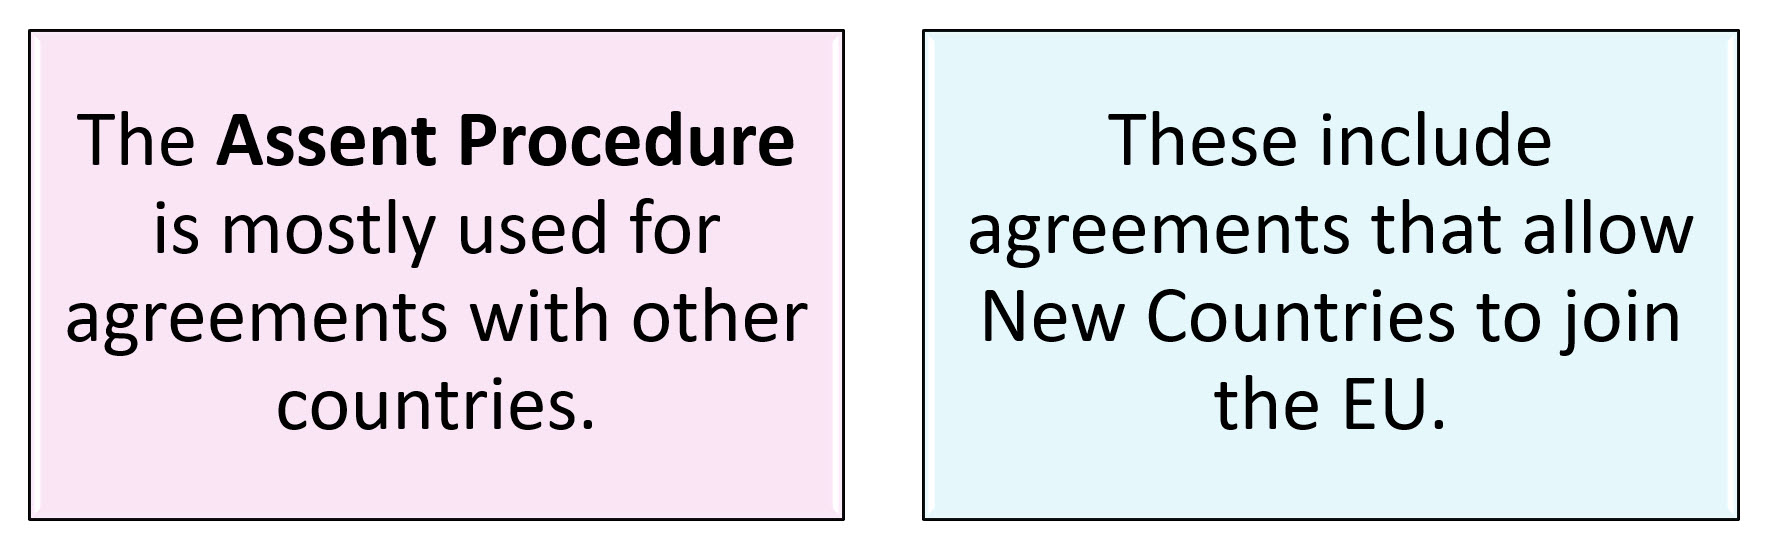 The Assent Procedure
is mostly used for
agreements with other
countries.
These include
agreements that allow
New Countries to join
the EU.